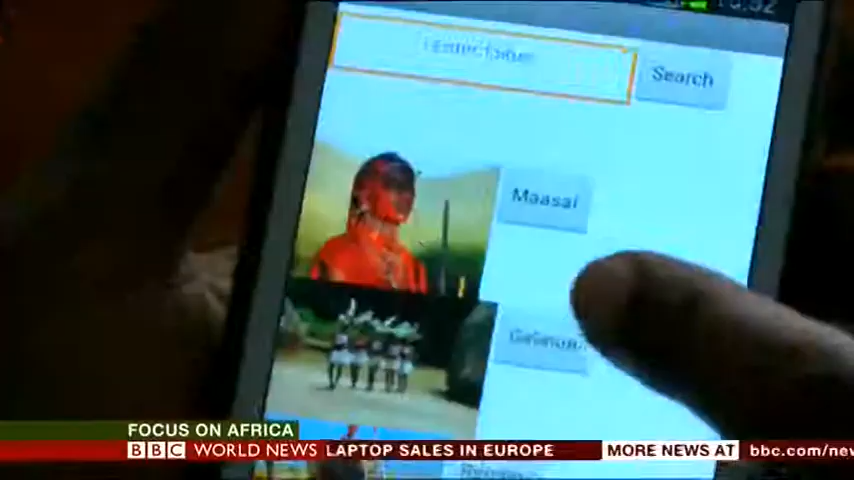 Search
Maasai
FOCUS ON AFRICA
BBC WORLD NEWS LAPTOP SALES IN EUROPE MORE NEWS AT bbc.com/new